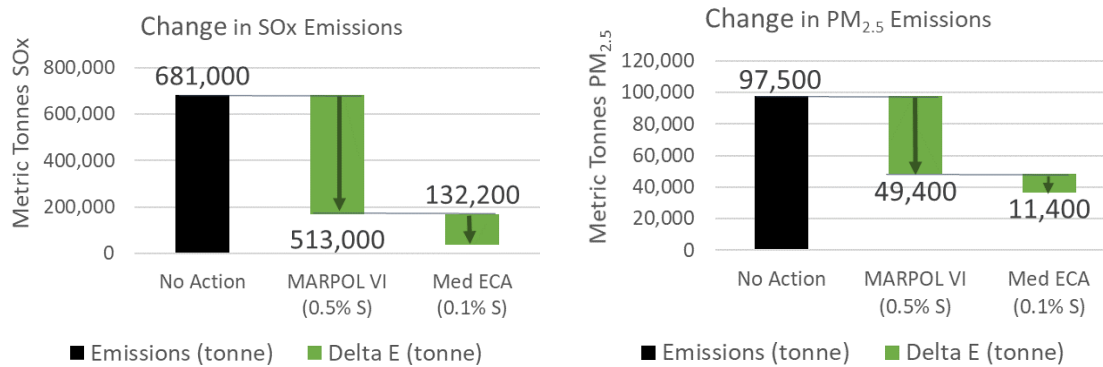 Change in SOx Emissions
Metric Tonnes SOx
800,000
600,000
400,000
200,000
0
681,000
513,000
132,200
No Action
MARPOL VI
(0.5% S)
Med ECA
(0.1% S)
Emissions (tonne)
Delta E (tonne)
Change in PM2.5 Emissions
Metric Tonnes PM2.5
120,000
100,000
80,000
60,000
40,000
20,000
0
97,500
49,400
11,400
No Action
MARPOL VI
(0.5% S)
Med ECA
(0.1% S)
Emissions (tonne)
Delta E (tonne)